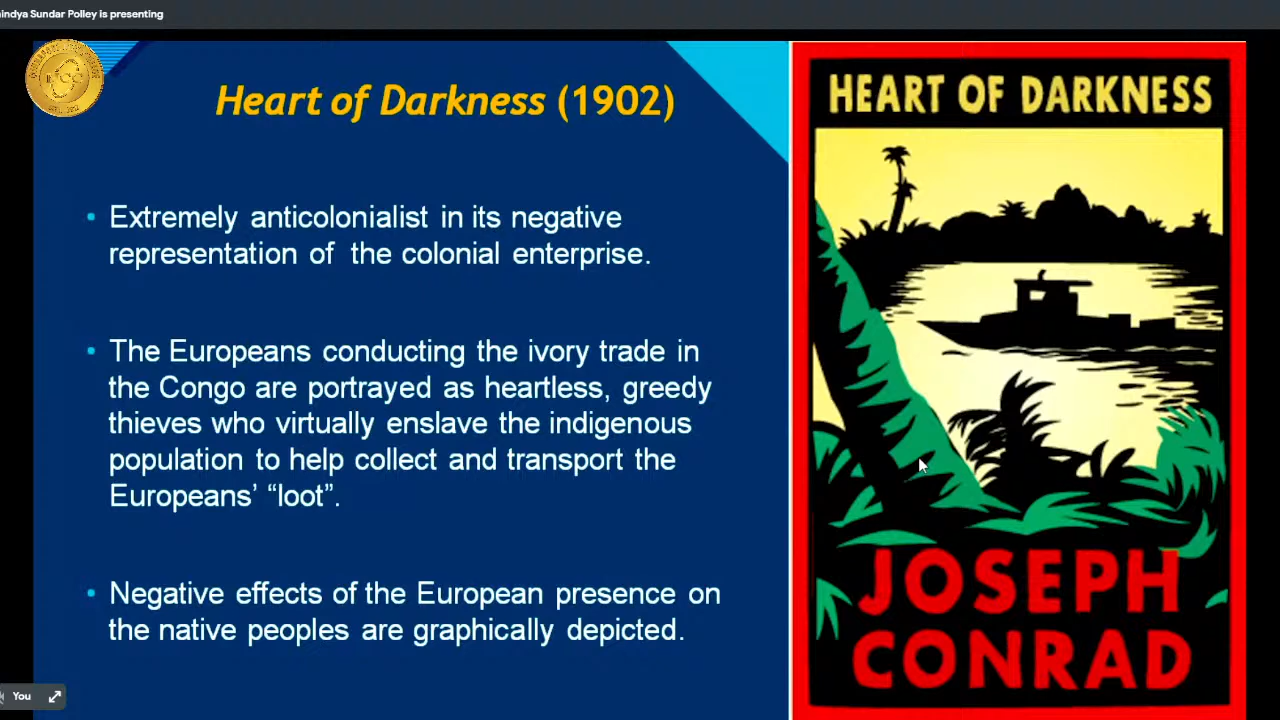 indya Sundar Polley is presenting
Heart of Darkness (1902)
• Extremely anticolonialist in its negative
representation of the colonial enterprise.
• The Europeans conducting the ivory trade in
the Congo are portrayed as heartless, greedy
thieves who virtually enslave the indigenous
population to help collect and transport the
Europeans’ “loot”.
• Negative effects of the European presence on
the native peoples are graphically depicted.
HEART OF DARKNESS
JOSEPH
CONRAD
You